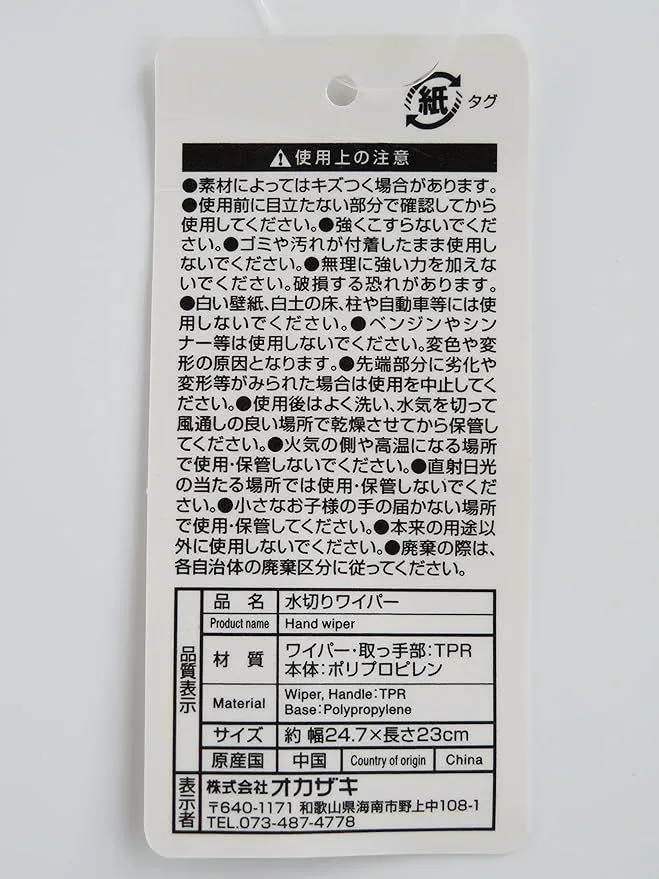 紙 タグ
⚠使用上の注意
●素材によってはキズつく場合があります。
●使用前に目立たない部分で確認してから
使用してください。●強くこすらないでくだ
さい。●ゴミや汚れが付着したまま使用し
ないでください。●無理に強い力を加えな
いでください。破損する恐れがあります。
●白い壁紙、白土の床、柱や自動車等には使
用しないでください。●ベンジンやシン
ナー等は使用しないでください。変色や変
形の原因となります。●先端部分に劣化や
変形等がみられた場合は使用を中止してく
ださい。●使用後はよく洗い、水気を切って
風通しの良い場所で乾燥させてから保管し
てください。●火気の側や高温になる場所
で使用・保管しないでください。●直射日光
の当たる場所では使用・保管しないでくだ
さい。●小さなお子様の手の届かない場所
で使用・保管してください。●本来の用途以
外に使用しないでください。●廃棄の際は、
各自治体の廃棄区分に従ってください。
品質表示
品 名 水切りワイパー
Product name Hand wiper
材 質 ワイパー・取っ手部:TPR
本体:ポリプロピレン
Material Wiper, Handle:TPR
Base:Polypropylene
サイズ 約 幅24.7×長さ23cm
原産国 中国 Country of origin China
表示者
株式会社オカザキ
〒640-1171 和歌山県海南市野上中108-1
TEL.073-487-4778